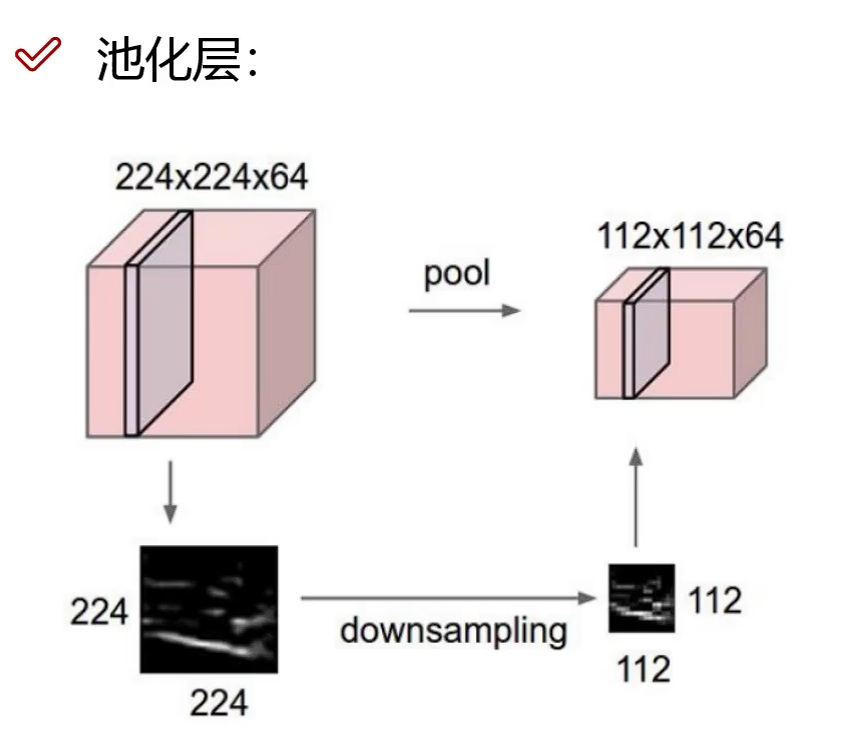 池化层：
224x224x64
112x112x64
pool
224
224
downsampling
112
112